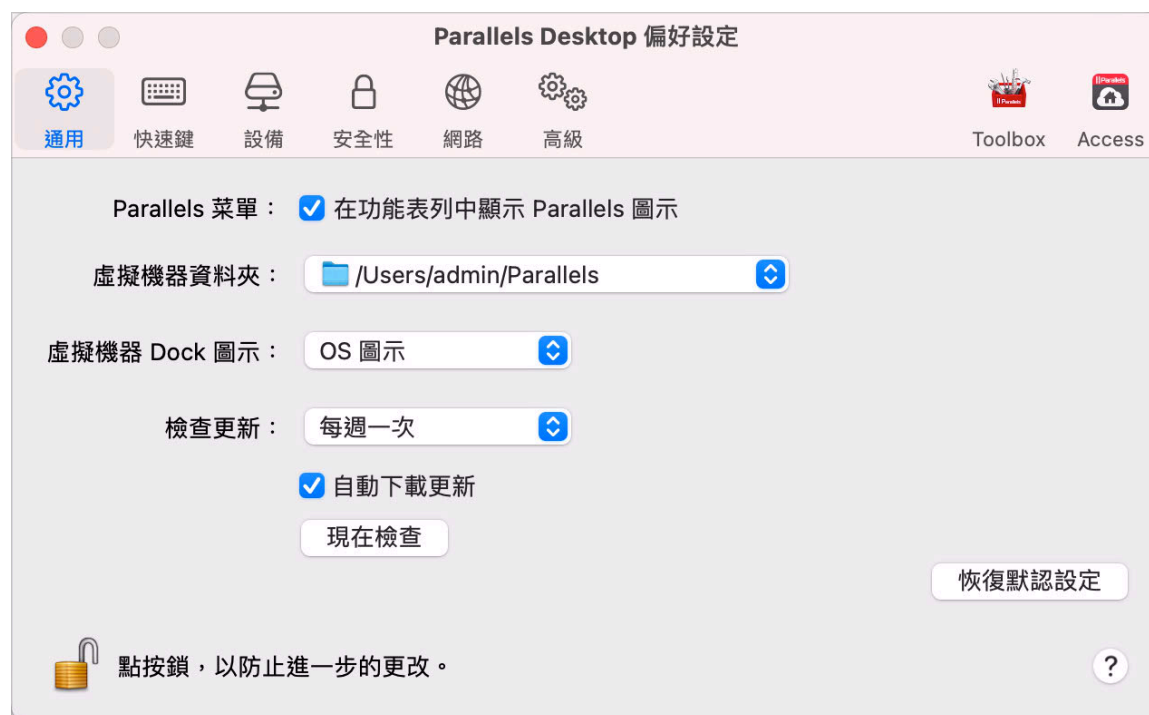 Parallels Desktop 偏好設定
通用 快速鍵 設備 安全性 網路 高級 Toolbox Access
Parallels 菜單： 在功能表列中顯示 Parallels 圖示
虛擬機器資料夾： /Users/admin/Parallels
虛擬機器 Dock 圖示： OS 圖示
檢查更新： 每週一次
自動下載更新
現在檢查
恢復默認設定
點按鎖，以防止進一步的更改。 ?